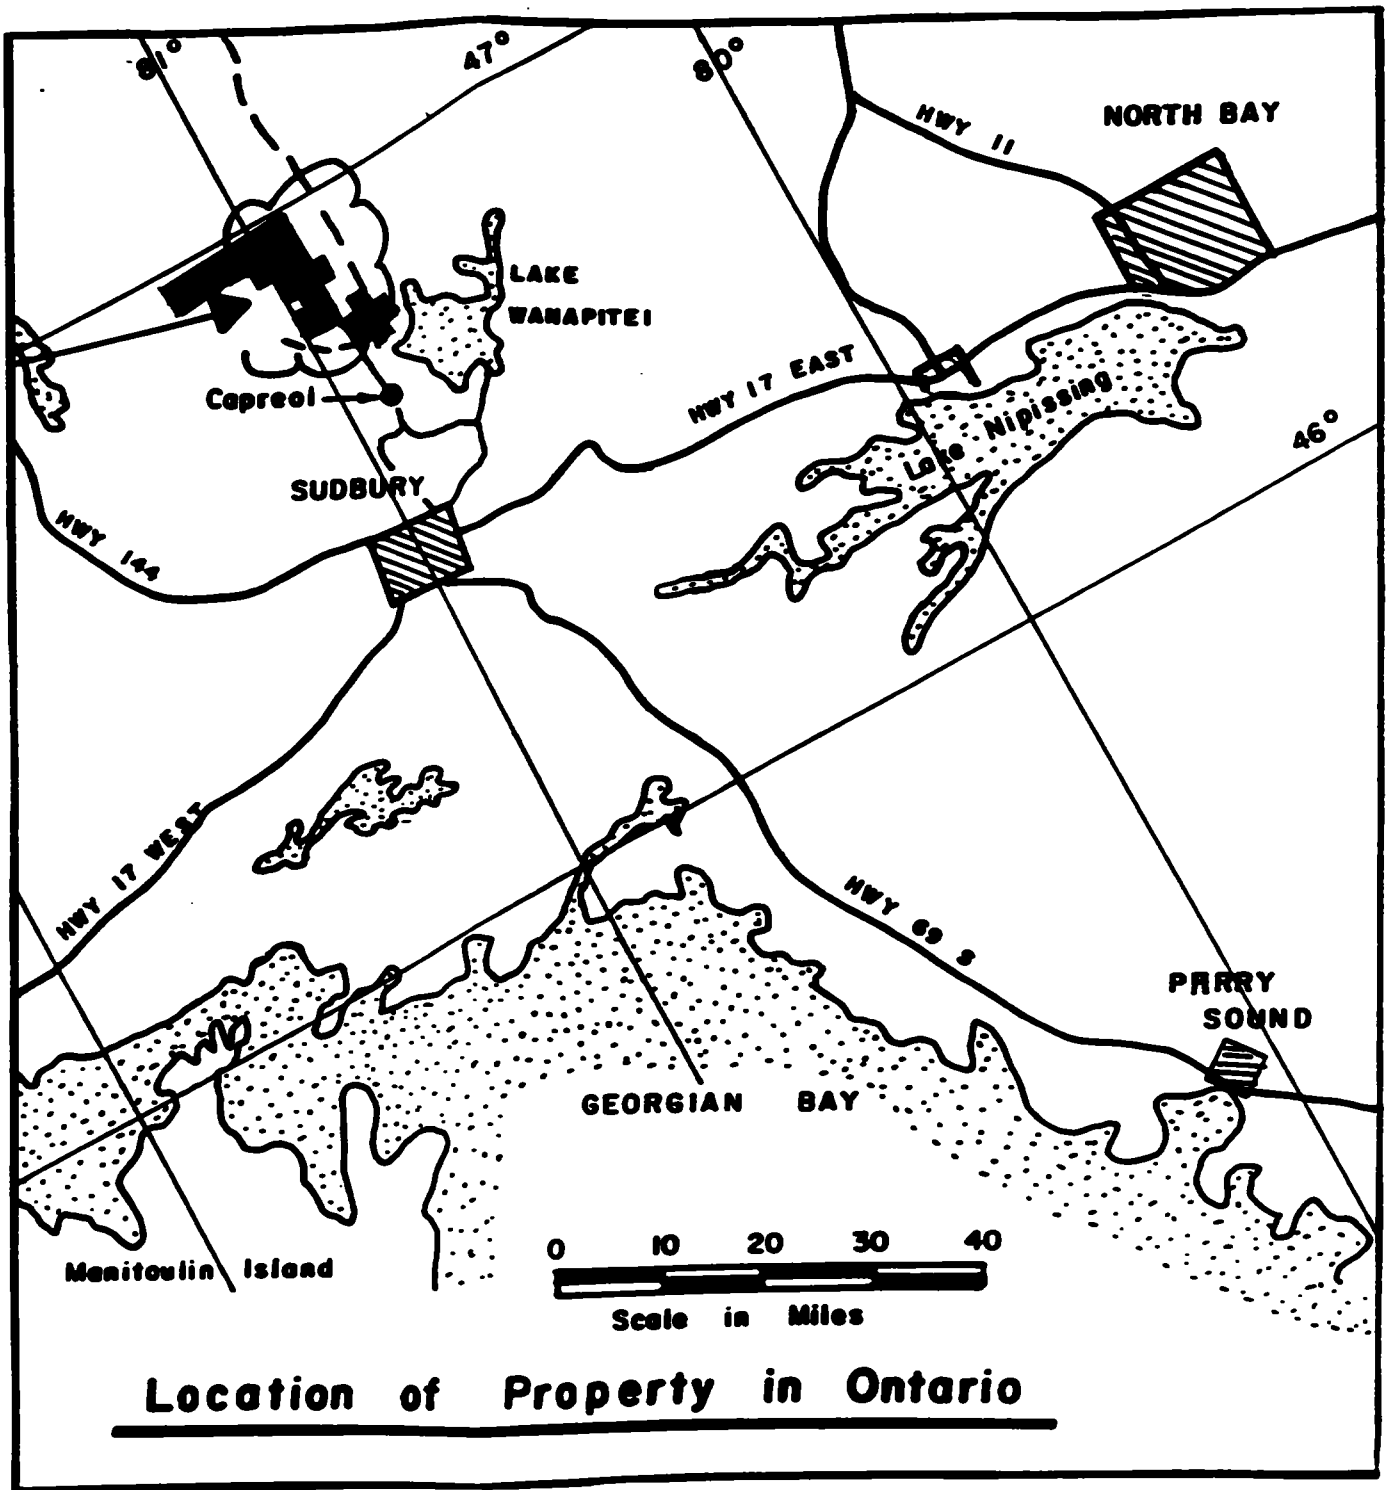 81°
47°
80°
HWY 11
NORTH BAY
LAKE
WANAPITEI
HWY 17 EAST
Capreol
Lake Nipissing
46°
SUDBURY
HWY 144
HWY 17 WEST
HWY 69 S
PARRY
SOUND
GEORGIAN BAY
Manitoulin Island
0 10 20 30 40
Scale in Miles
Location of Property in Ontario